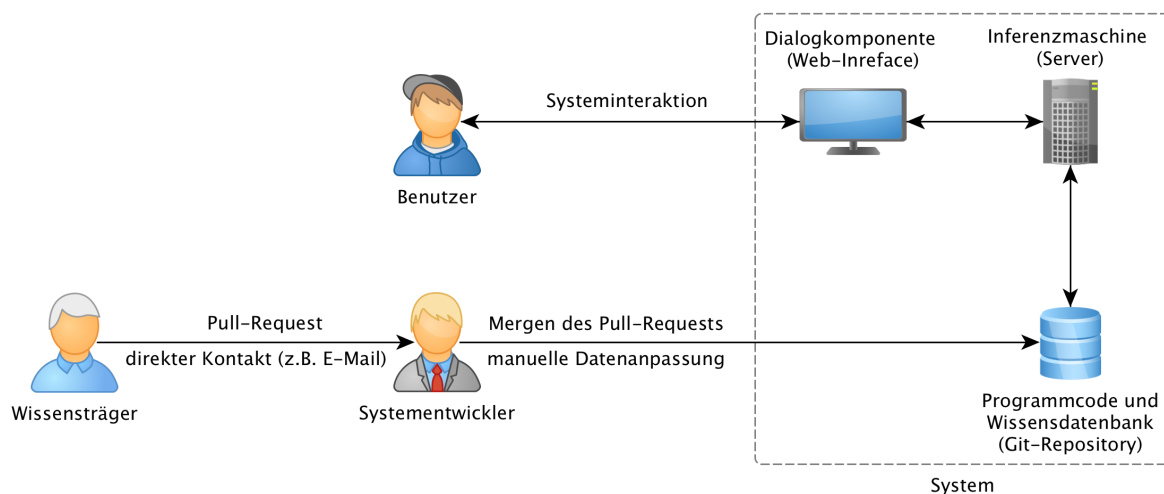 Dialogkomponente
(Web-Inreface)
Inferenzmaschine
(Server)
Systeminteraktion
Benutzer
Pull-Request
direkter Kontakt (z.B. E-Mail)
Mergen des Pull-Requests
manuelle Datenanpassung
Wissensträger
Systementwickler
Programmcode und
Wissensdatenbank
(Git-Repository)
System